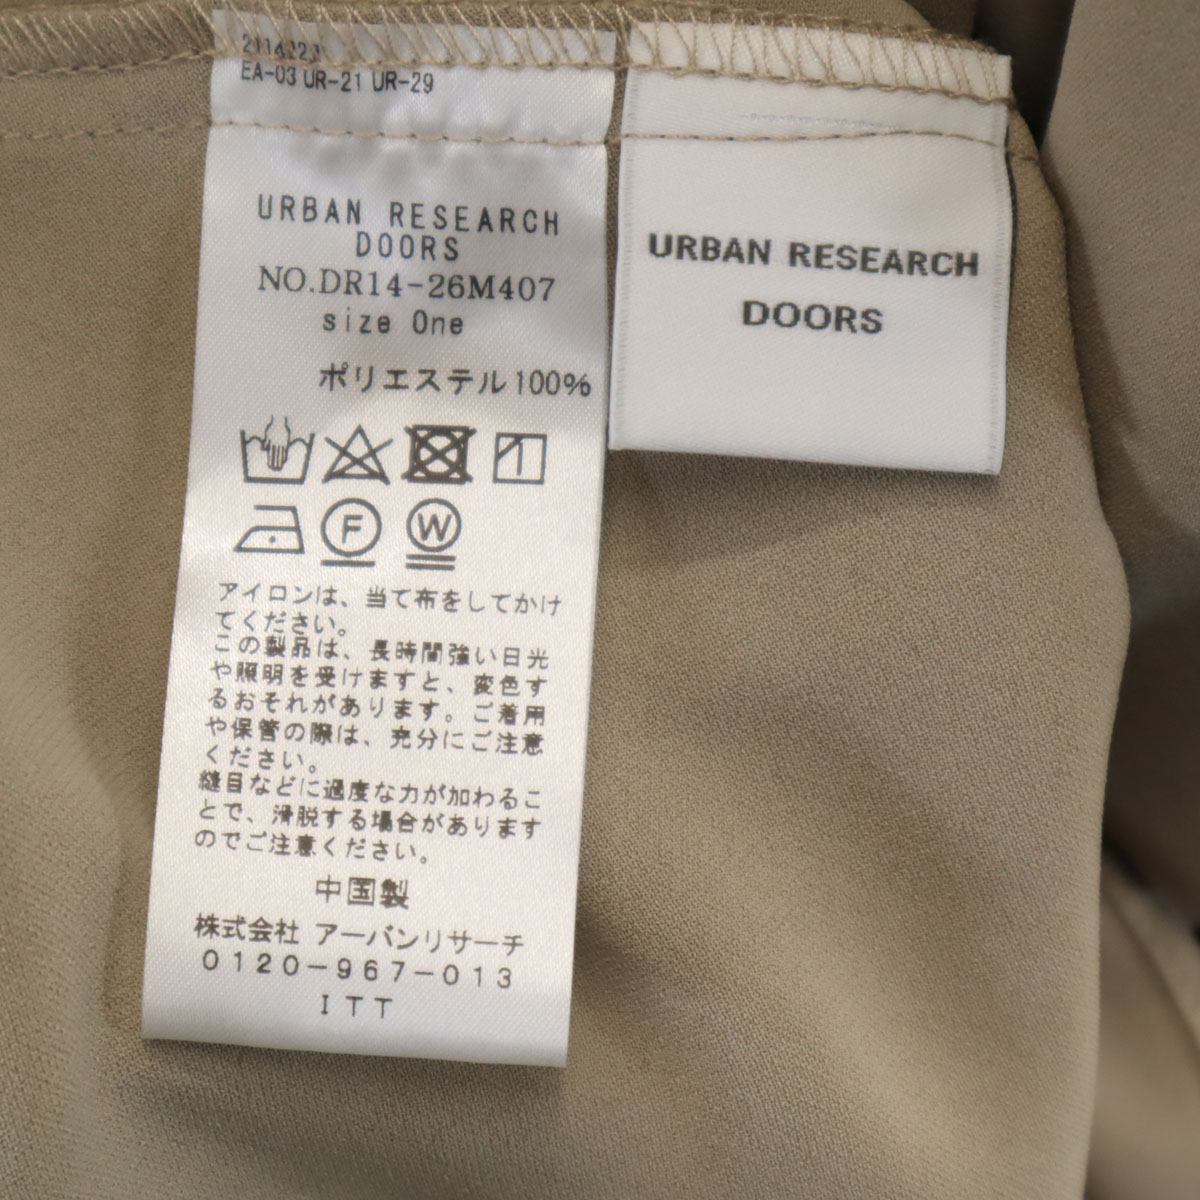 EA-03 UR-21 UR-29
URBAN RESEARCH
DOORS
NO.DR14-26M407
size One
ポリエステル100%
F
W
アイロンは、当て布をしてかけ
てください。
この製品は、長時間強い日光
や照明を受けますと、変色す
るおそれがあります。ご着用
や保管の際は、充分にご注意
ください。
縫目などに過度な力が加わるこ
とで、滑脱する場合があります
のでご注意ください。
中国製
株式会社 アーバンリサーチ
0120-967-013
ITT
URBAN RESEARCH
DOORS